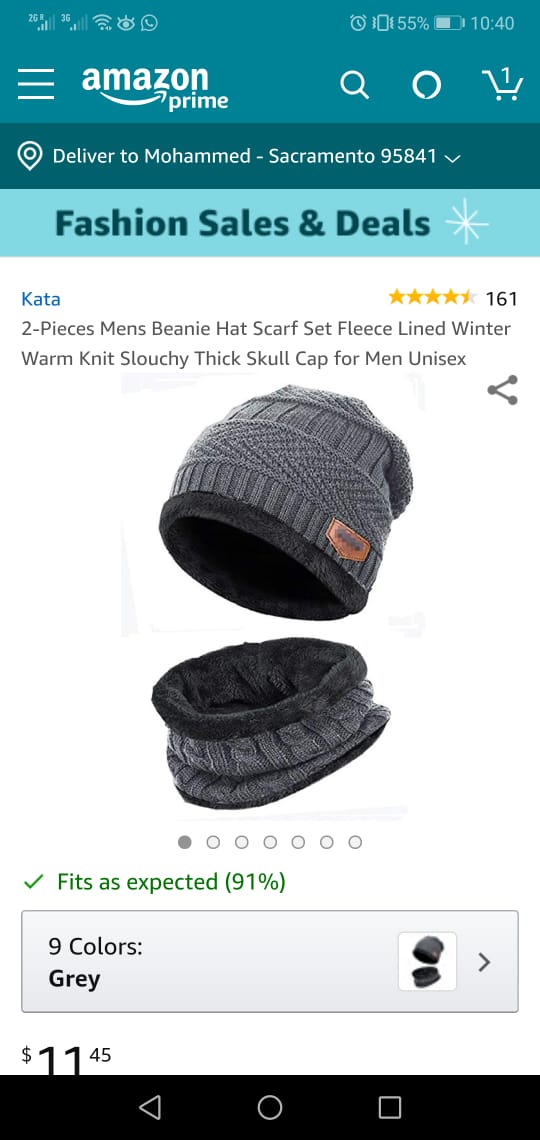 2G R 3G 55% 10:40
amazon prime 1
Deliver to Mohammed - Sacramento 95841
Fashion Sales & Deals
Kata 161
2-Pieces Mens Beanie Hat Scarf Set Fleece Lined Winter
Warm Knit Slouchy Thick Skull Cap for Men Unisex
Fits as expected (91%)
9 Colors:
Grey
$11 45